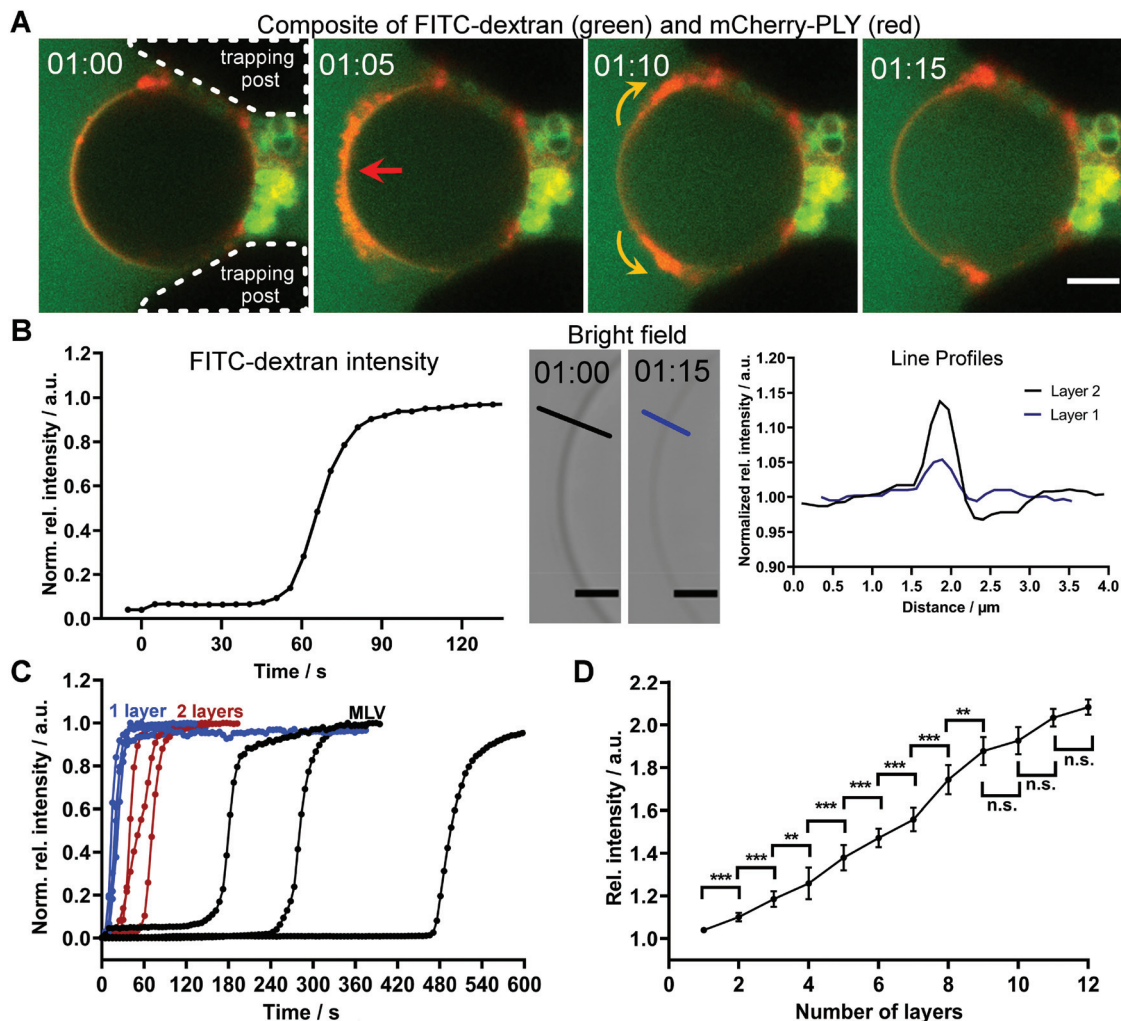 A
Composite of FITC-dextran (green) and mCherry-PLY (red)
01:00
trapping
post
trapping
post
01:05
01:10
01:15
B
FITC-dextran intensity
Norm. rel. intensity / a.u.
1.2
1.0
0.8
0.6
0.4
0.2
0.0
0 30 60 90 120
Time / s
Bright field
01:00
01:15
Line Profiles
Normalized rel. intensity / a.u.
1.20
1.15
1.10
1.05
1.00
0.95
0.90
Layer 2
Layer 1
0.0 0.5 1.0 1.5 2.0 2.5 3.0 3.5 4.0
Distance / µm
C
Norm. rel. intensity / a.u.
1.2
1.0
0.8
0.6
0.4
0.2
0.0
1 layer
2 layers
MLV
0 60 120 180 240 300 360 420 480 540 600
Time / s
D
Rel. intensity / a.u.
2.2
2.0
1.8
1.6
1.4
1.2
1.0
***
***
**
***
***
***
***
**
n.s.
n.s.
n.s.
0 2 4 6 8 10 12
Number of layers